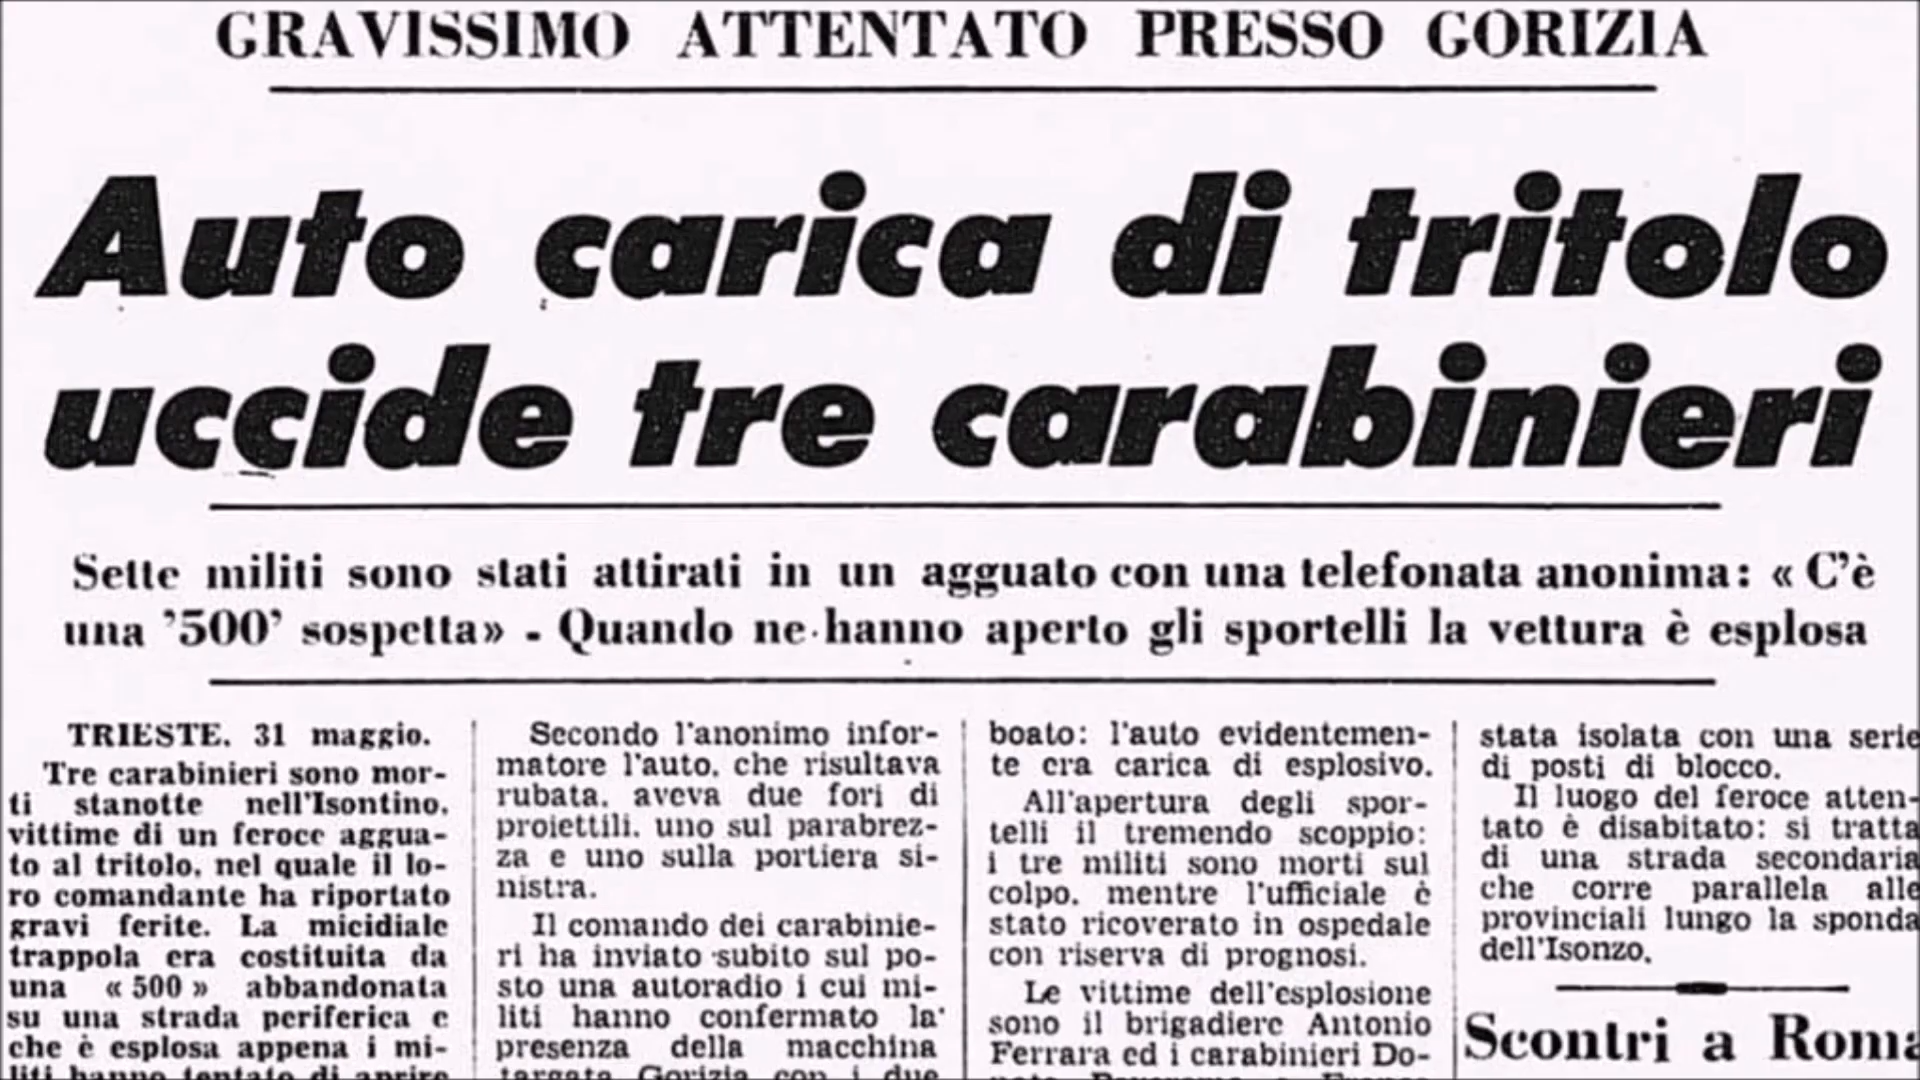 GRAVISSIMO ATTENTATO PRESSO GORIZIA
Auto carica di tritolo
uccide tre carabinieri
Sette militi sono stati attirati in un agguato con una telefonata anonima: « C'è
una '500' sospetta» - Quando ne hanno aperto gli sportelli la vettura è esplosa
TRIESTE, 31 maggio.
Tre carabinieri sono mor-
ti stanotte nell'Isontino,
vittime di un feroce aggua-
to al tritolo, nel quale il lo-
ro comandante ha riportato
gravi ferite. La micidiale
trappola era costituita da
una « 500 » abbandonata
su una strada periferica e
che è esplosa appena i mi-
liti hanno tentato di aprire
Secondo l'anonimo infor-
matore l'auto, che risultava
rubata, aveva due fori di
proiettili, uno sul parabrez-
za e uno sulla portiera si-
nistra.
Il comando dei carabinie-
ri ha inviato subito sul po-
sto una autoradio i cui mi-
liti hanno confermato la
presenza della macchina
targata Gorizia con i due
boato: l'auto evidentemen-
te era carica di esplosivo.
All'apertura degli spor-
telli il tremendo scoppio:
i tre militi sono morti sul
colpo, mentre l'ufficiale è
stato ricoverato in ospedale
con riserva di prognosi.
Le vittime dell'esplosione
sono il brigadiere Antonio
Ferrara ed i carabinieri Do-
stata isolata con una serie
di posti di blocco.
Il luogo del feroce atten-
tato è disabitato: si tratta
di una strada secondaria
che corre parallela alle
provinciali lungo la sponda
dell'Isonzo.
Scontri a Roma